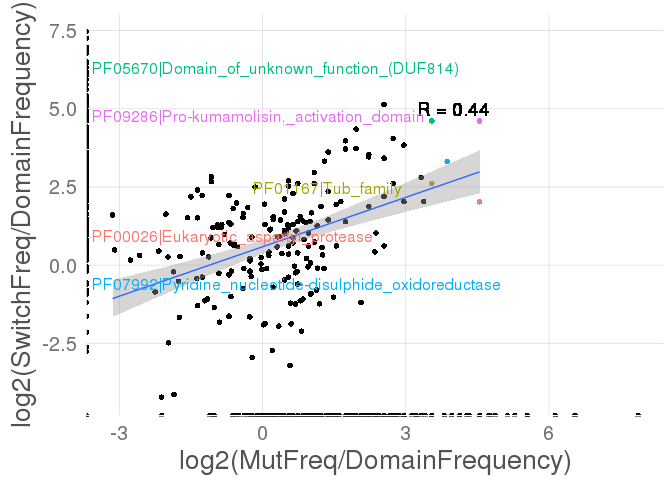 log2(SwitchFreq/DomainFrequency)
7.5
5.0
2.5
0.0
-2.5
PF05670|Domain_of_unknown_function_(DUF814)
R = 0.44
PF09286|Pro-kumamolisin,_activation_domain
PF01167|Tub_family
PF00026|Eukaryotic_aspartyl_protease
PF07992|Pyridine_nucleotide-disulphide_oxidoreductase
-3
0
3
6
log2(MutFreq/DomainFrequency)